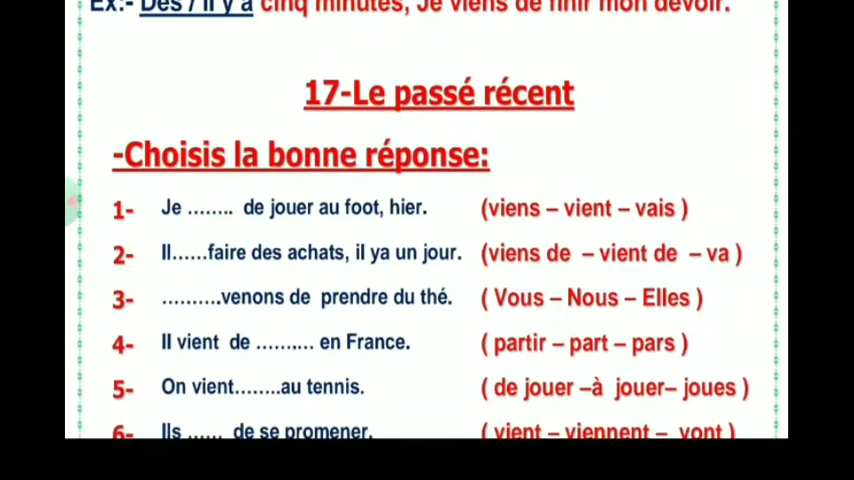 Ex:- Dès / il y a cinq minutes, Je viens de finir mon devoir.
17-Le passé récent
-Choisis la bonne réponse:
1- Je ........ de jouer au foot, hier. (viens – vient – vais )
2- Il......faire des achats, il ya un jour. (viens de – vient de – va )
3- ..........venons de prendre du thé. ( Vous – Nous – Elles )
4- Il vient de .......... en France. ( partir – part – pars )
5- On vient........au tennis. ( de jouer –à jouer– joues )
6- Ils ...... de se promener. ( vient – viennent – vont )